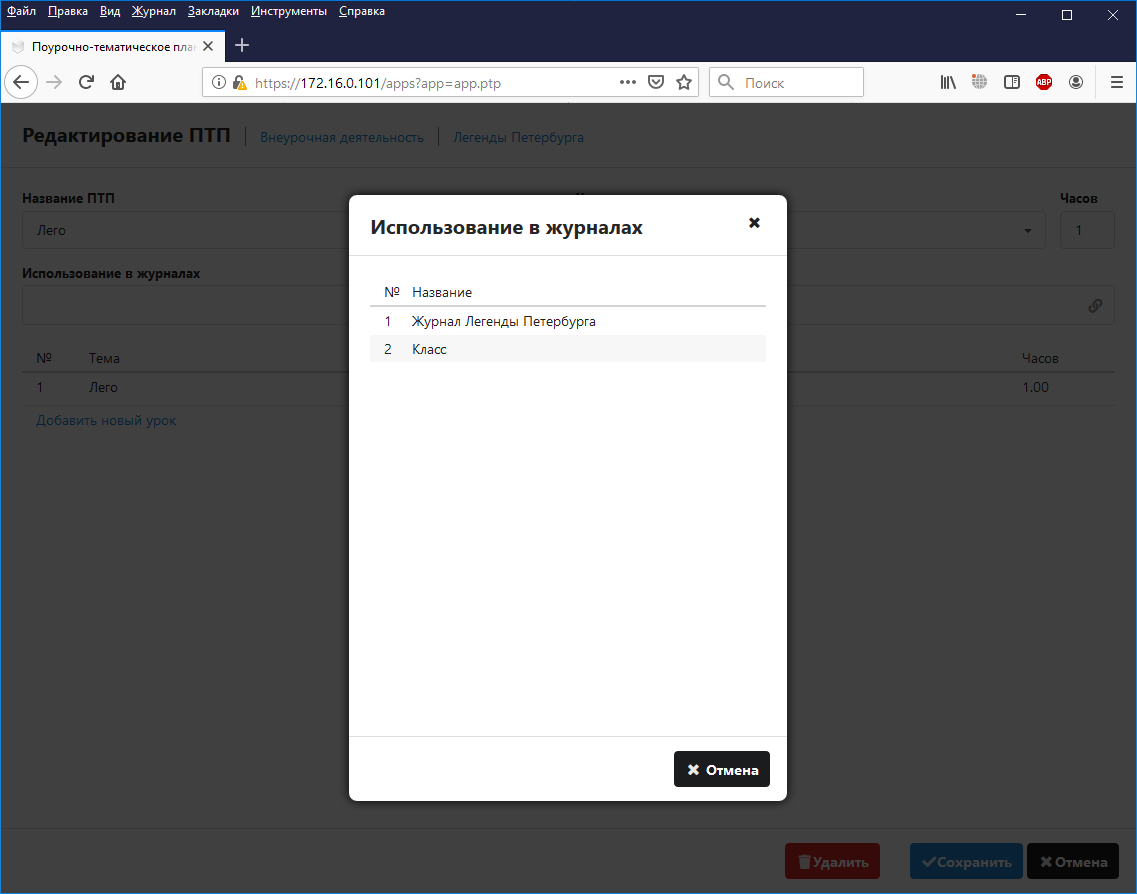 Файл Правка Вид Журнал Закладки Инструменты Справка
Поурочно-тематическое пла
https://172.16.0.101/apps?app=app.ptp
Поиск
ABP
Редактирование ПТП Внеурочная деятельность Легенды Петербурга
Название ПТП
Часов
Лего
1
Использование в журналах
№ Тема Часов
1 Лего 1.00
Добавить новый урок
Использование в журналах
№ Название
1 Журнал Легенды Петербурга
2 Класс
Отмена
Удалить Сохранить Отмена